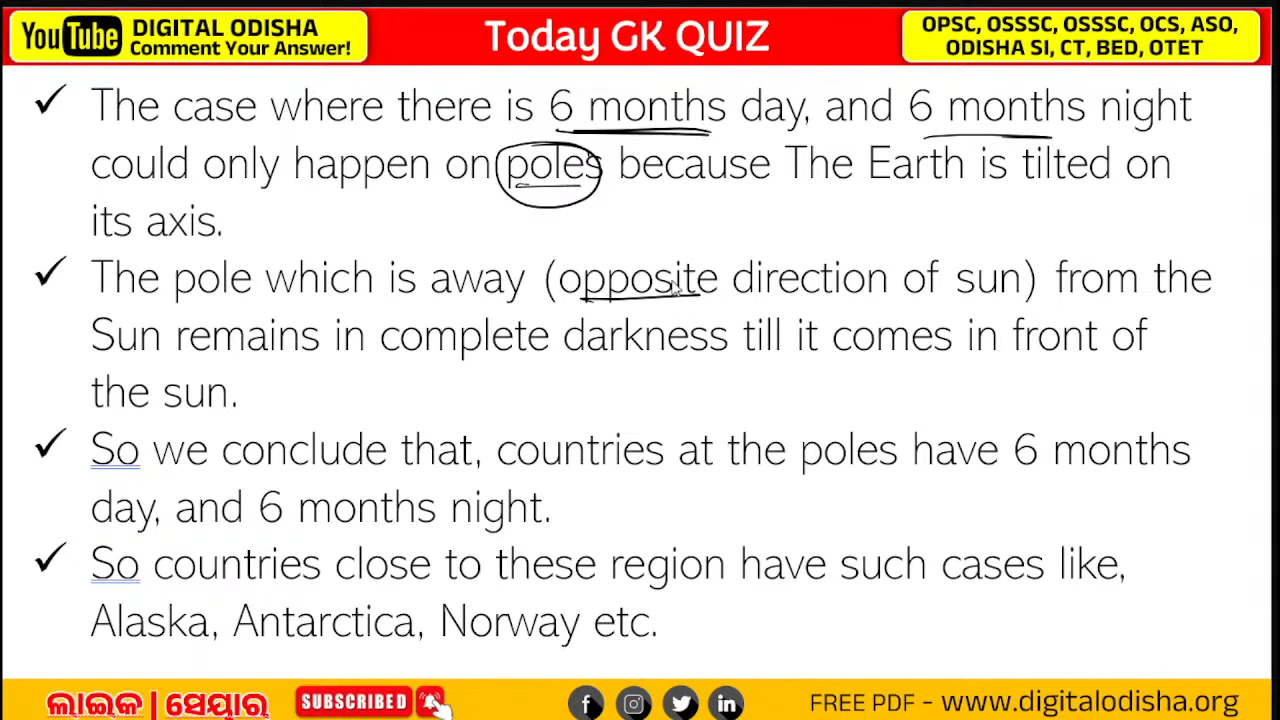 YouTube DIGITAL ODISHA
Comment Your Answer!
Today GK QUIZ
OPSC, OSSSC, OSSSC, OCS, ASO,
ODISHA SI, CT, BED, OTET
✓ The case where there is 6 months day, and 6 months night
could only happen on poles because The Earth is tilted on
its axis.
✓ The pole which is away (opposite direction of sun) from the
Sun remains in complete darkness till it comes in front of
the sun.
✓ So we conclude that, countries at the poles have 6 months
day, and 6 months night.
✓ So countries close to these region have such cases like,
Alaska, Antarctica, Norway etc.
ଲାଇକ | ସେୟାର୍ SUBSCRIBED FREE PDF - www.digitalodisha.org